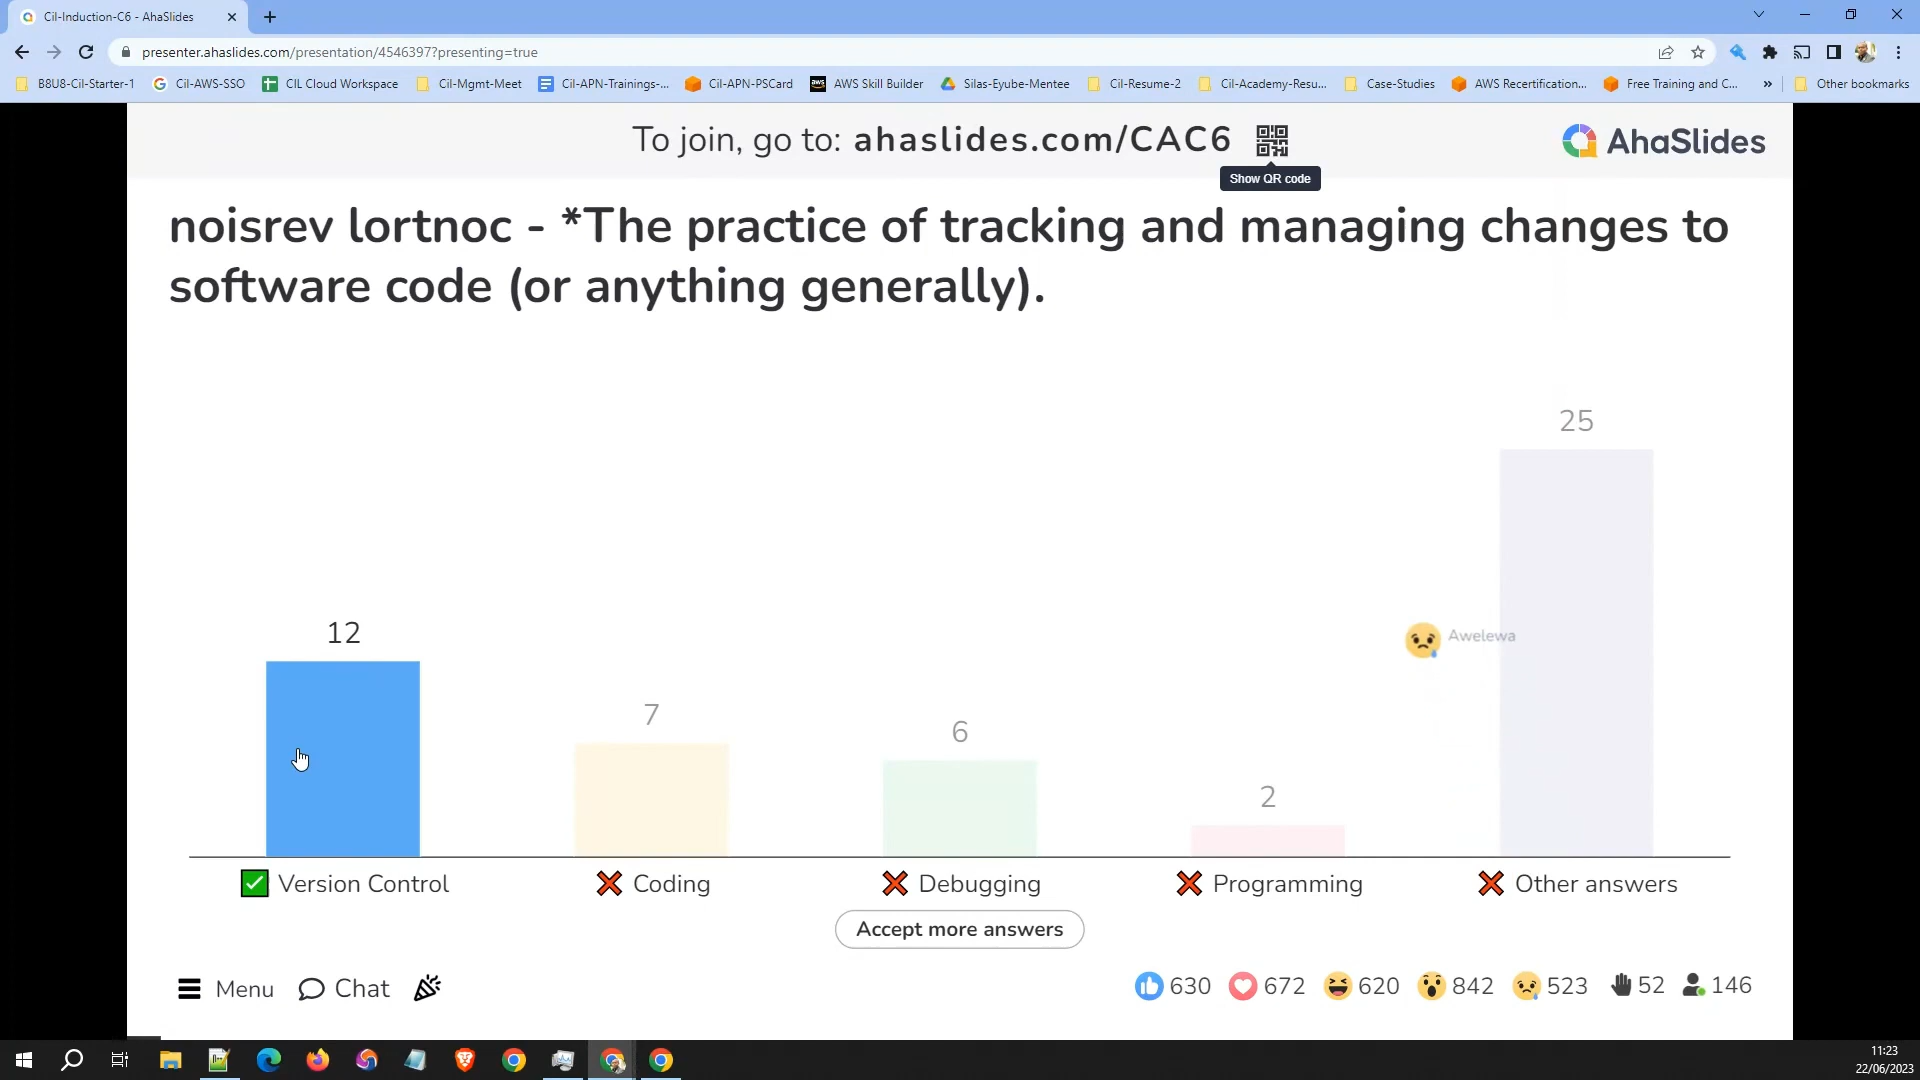 Cil-Induction-C6 - AhaSlides
presenter.ahaslides.com/presentation/4546397?presenting=true
B8U8-Cil-Starter-1 Cil-AWS-SSO CIL Cloud Workspace Cil-Mgmt-Meet Cil-APN-Trainings-... Cil-APN-PSCard aws AWS Skill Builder Silas-Eyube-Mentee Cil-Resume-2 Cil-Academy-Resu... Case-Studies AWS Recertification... Free Training and C... » Other bookmarks
To join, go to: ahaslides.com/CAC6
AhaSlides
Show QR code
noisrev lortnoc - *The practice of tracking and managing changes to
software code (or anything generally).
25
12
Awelewa
7
6
2
Version Control Coding Debugging Programming Other answers
Accept more answers
Menu Chat 630 672 620 842 523 52 146
11:23
22/06/2023